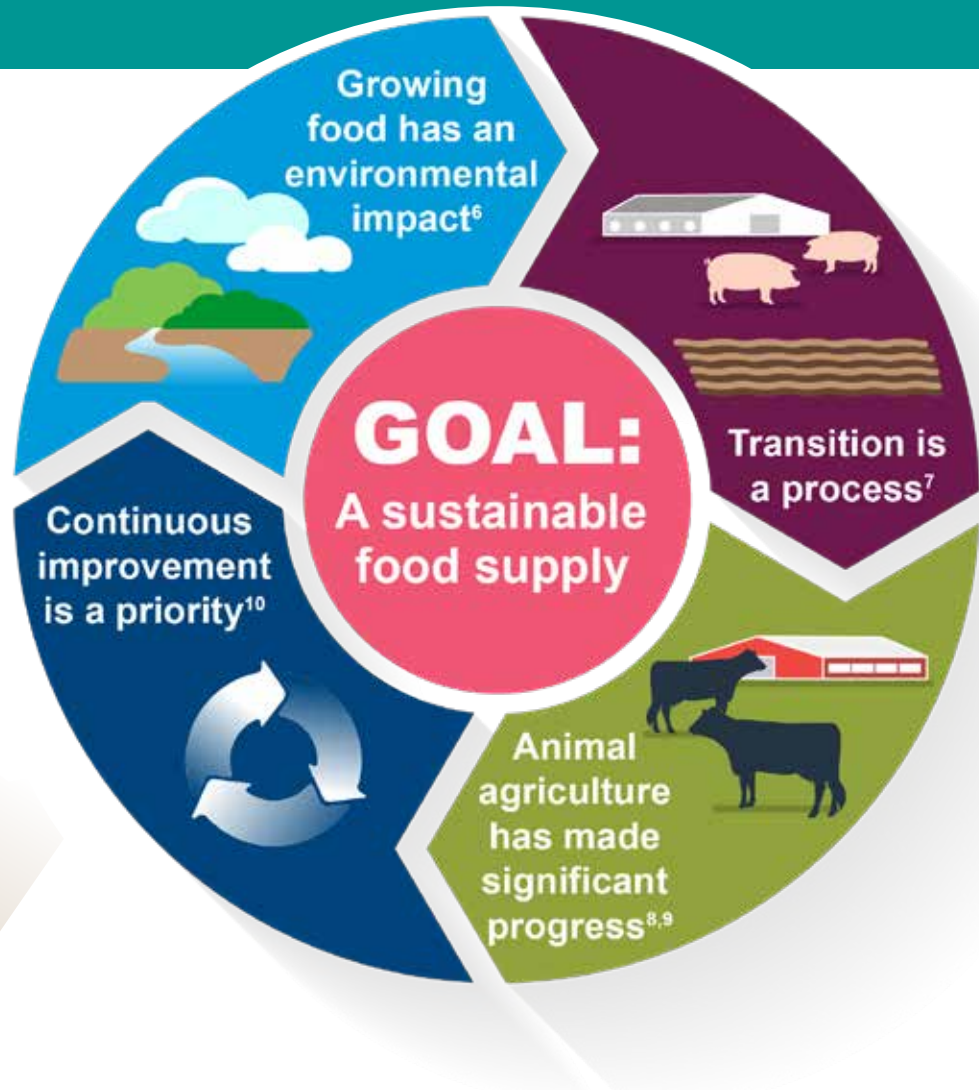 Growing
food has an
environmental
impact⁶
Transition is
a process⁷
Animal
agriculture
has made
significant
progress⁸,⁹
Continuous
improvement
is a priority¹⁰
GOAL:
A sustainable
food supply